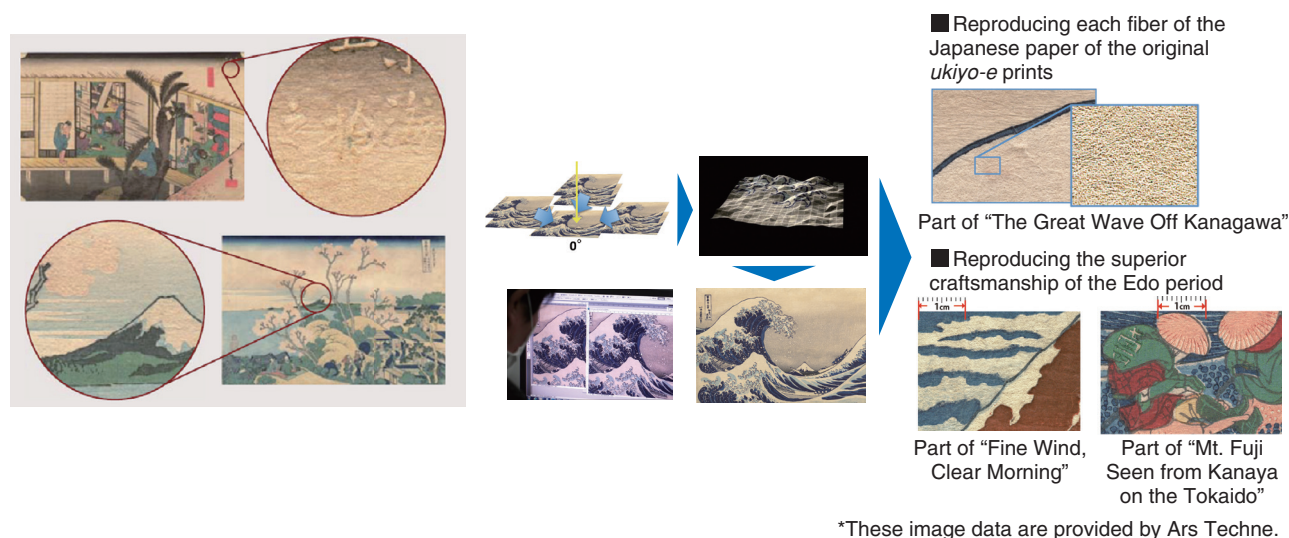 0°
■ Reproducing each fiber of the
Japanese paper of the original
ukiyo-e prints
Part of “The Great Wave Off Kanagawa”
■ Reproducing the superior
craftsmanship of the Edo period
1cm
1cm
Part of “Fine Wind,
Clear Morning”
Part of “Mt. Fuji
Seen from Kanaya
on the Tokaido”
*These image data are provided by Ars Techne.